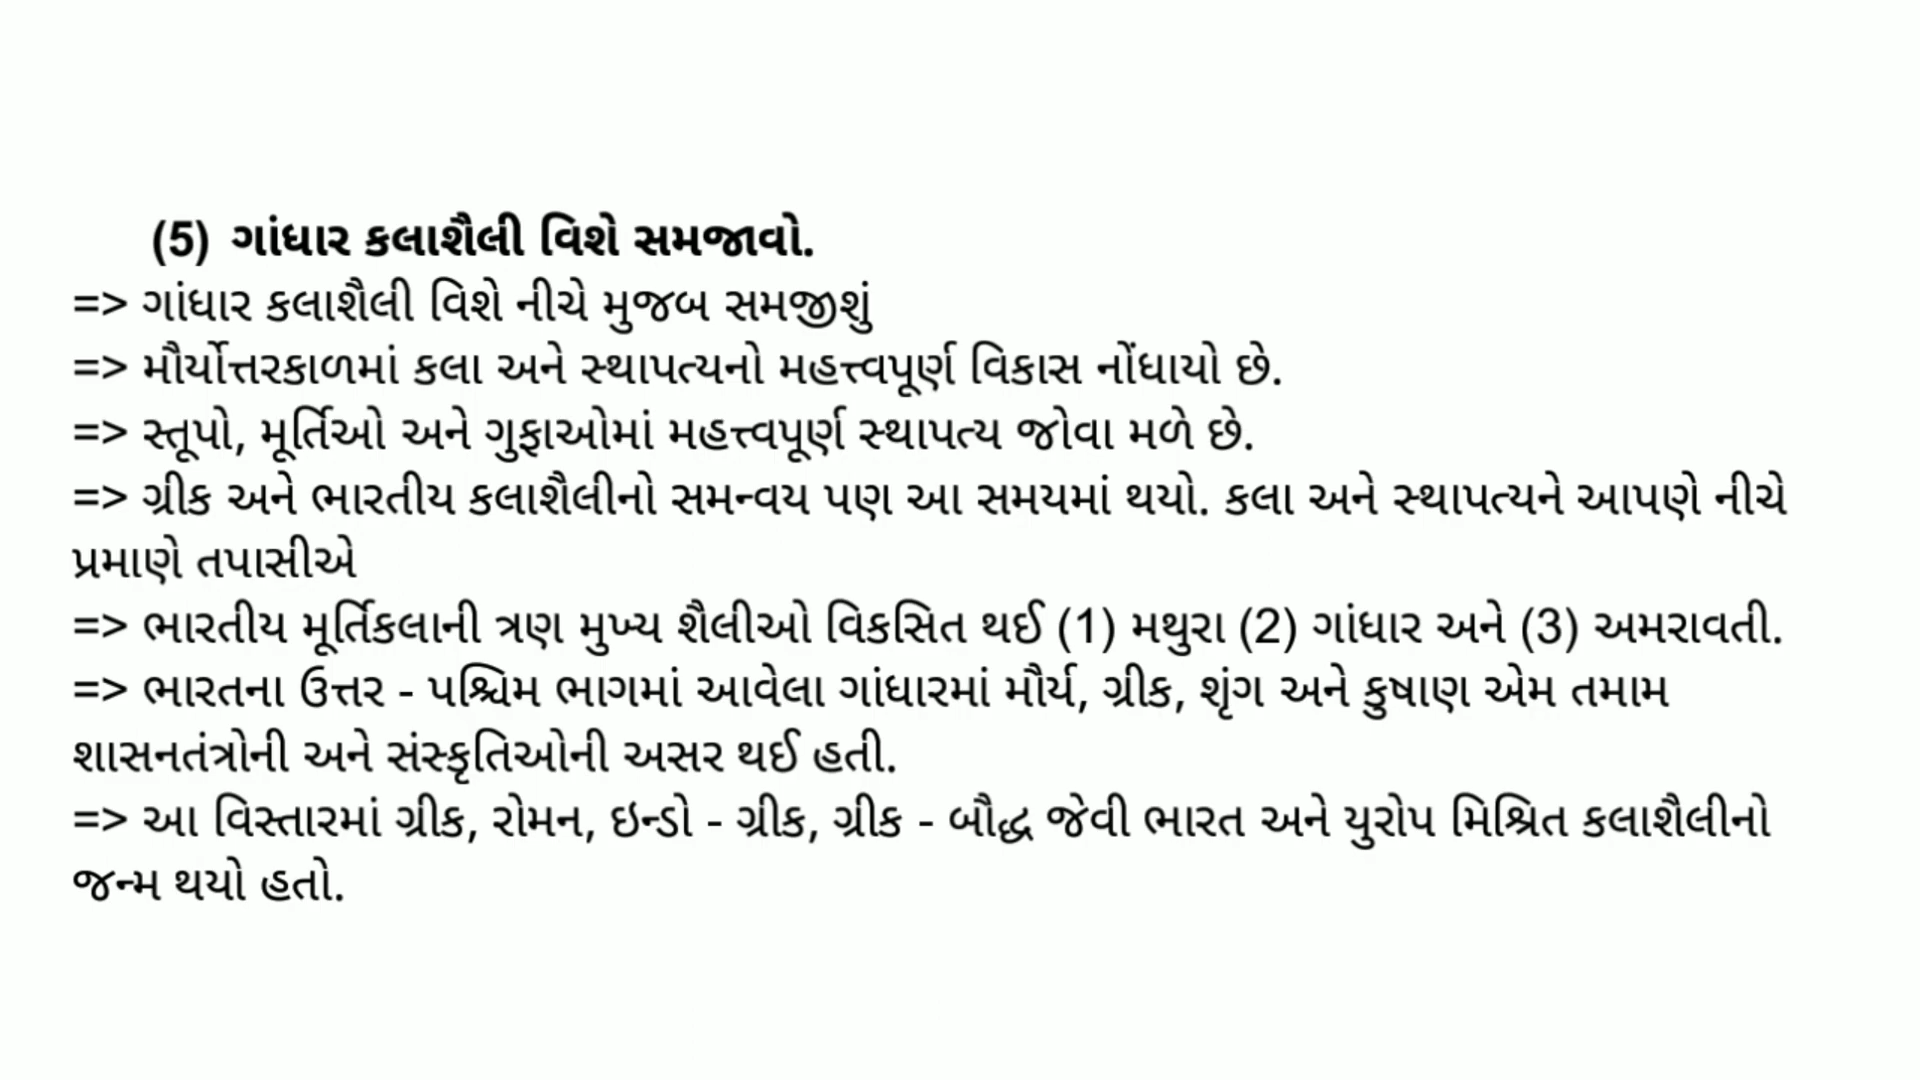 (5) ગાંધાર કલાશૈલી વિશે સમજાવો.
=> ગાંધાર કલાશૈલી વિશે નીચે મુજબ સમજીશું
=> મૌર્યોત્તરકાળમાં કલા અને સ્થાપત્યનો મહત્ત્વપૂર્ણ વિકાસ નોંધાયો છે.
=> સ્તૂપો, મૂર્તિઓ અને ગુફાઓમાં મહત્ત્વપૂર્ણ સ્થાપત્ય જોવા મળે છે.
=> ગ્રીક અને ભારતીય કલાશૈલીનો સમન્વય પણ આ સમયમાં થયો. કલા અને સ્થાપત્યને આપણે નીચે
પ્રમાણે તપાસીએ
=> ભારતીય મૂર્તિકલાની ત્રણ મુખ્ય શૈલીઓ વિકસિત થઈ (1) મથુરા (2) ગાંધાર અને (3) અમરાવતી.
=> ભારતના ઉત્તર - પશ્ચિમ ભાગમાં આવેલા ગાંધારમાં મૌર્ય, ગ્રીક, શૃંગ અને કુષાણ એમ તમામ
શાસનતંત્રોની અને સંસ્કૃતિઓની અસર થઈ હતી.
=> આ વિસ્તારમાં ગ્રીક, રોમન, ઇન્ડો - ગ્રીક, ગ્રીક - બૌદ્ધ જેવી ભારત અને યુરોપ મિશ્રિત કલાશૈલીનો
જન્મ થયો હતો.